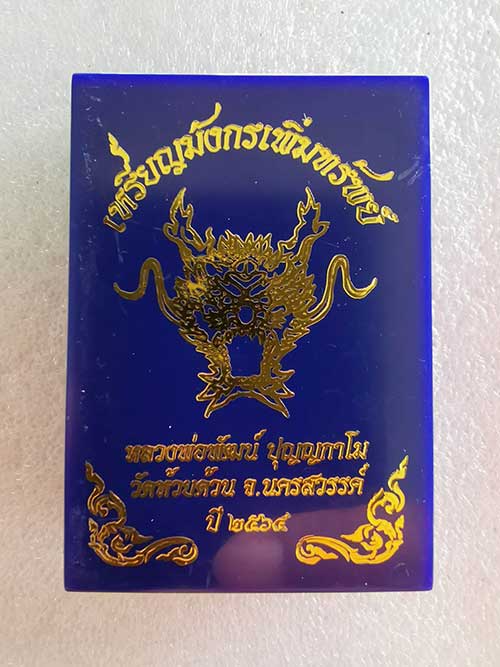 เหรียญมังกรเพิ่มทรัพย์
หลวงพ่อพัฒน์ ปุญญกาโม
วัดห้วยด้วน จ.นครสวรรค์
ปี ๒๕๖๔